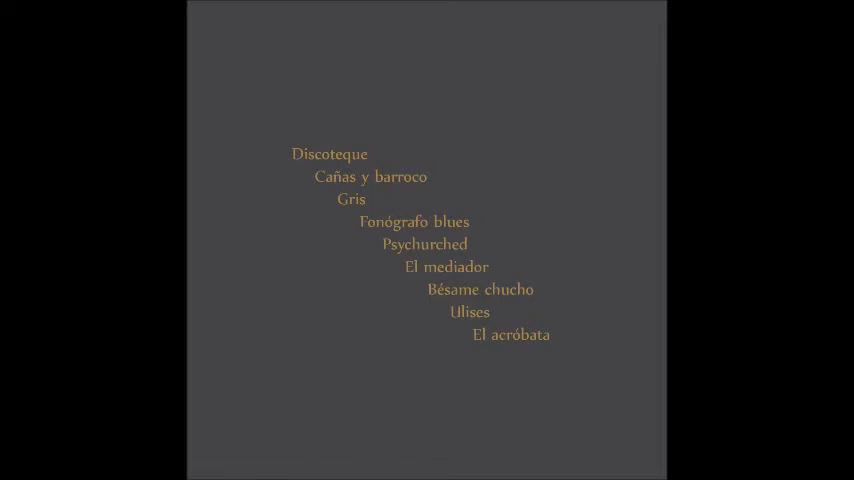 Discoteque
Cañas y barroco
Gris
Fonógrafo blues
Psychurched
El mediador
Bésame chucho
Ulises
El acróbata